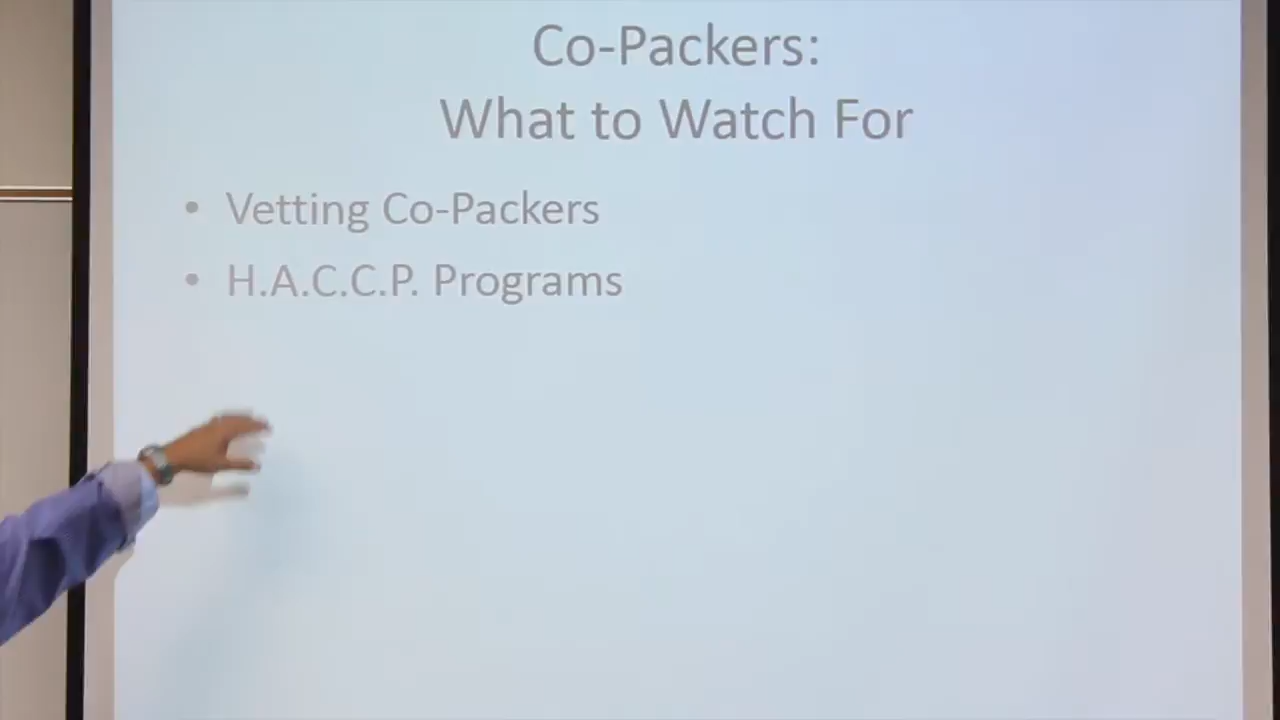 Co-Packers:
What to Watch For
• Vetting Co-Packers
• H.A.C.C.P. Programs